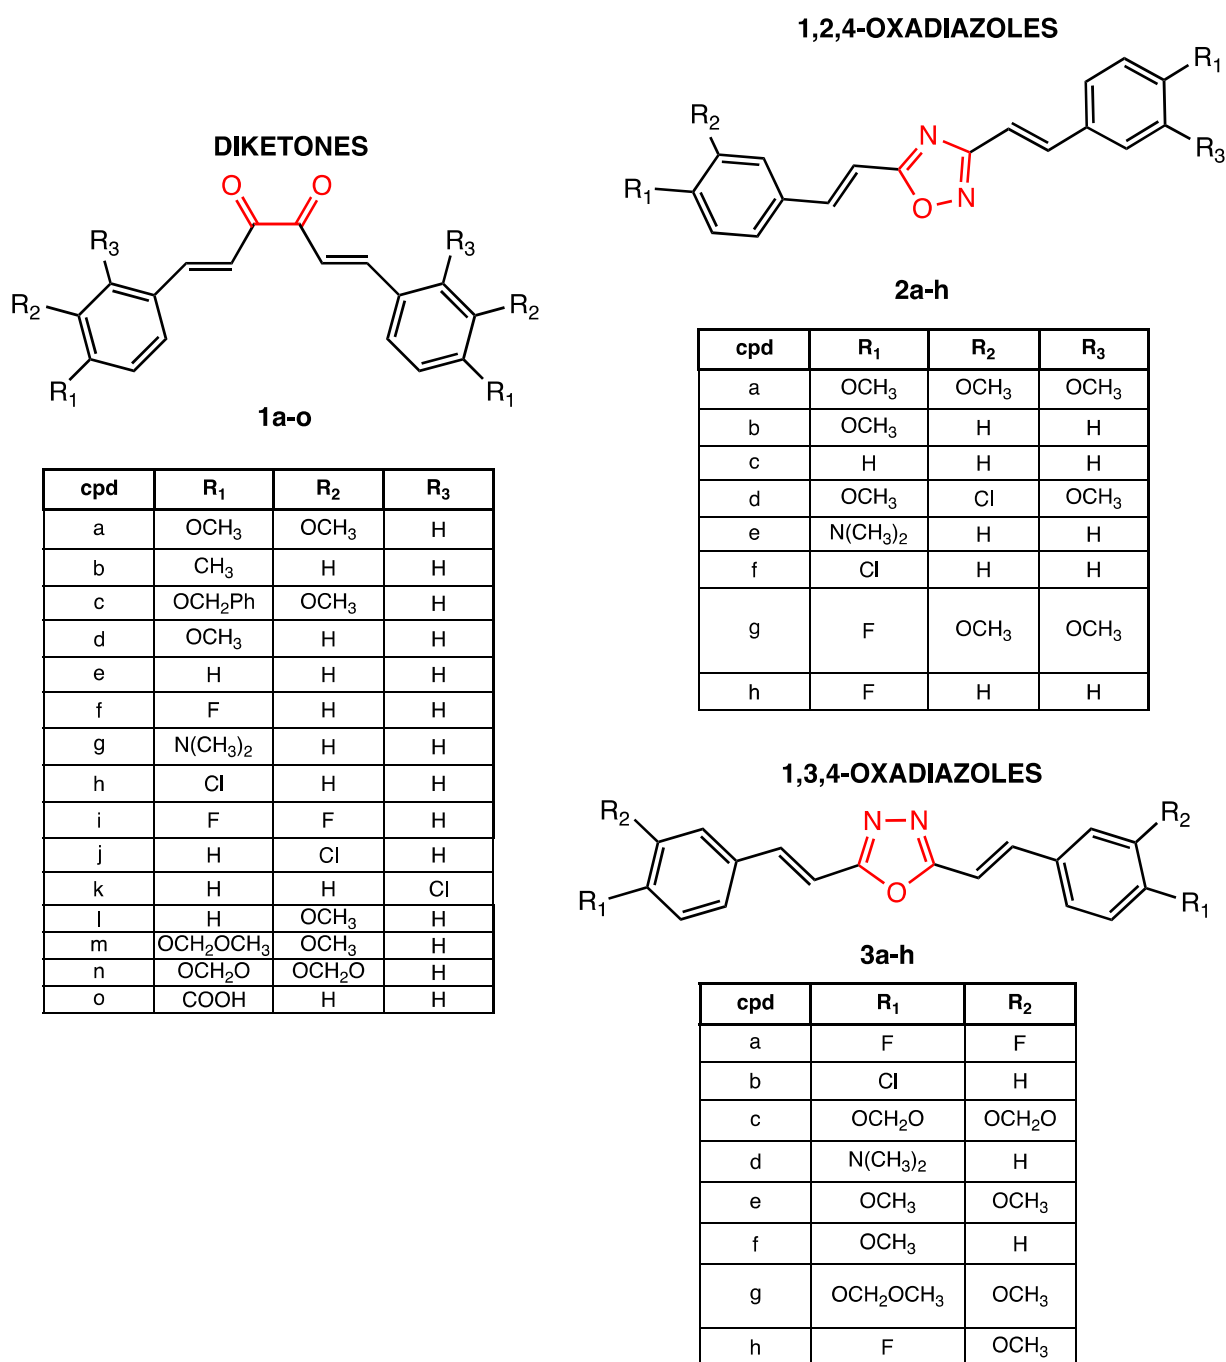 DIKETONES
O O
R3 R3
R2 R2
R1 R1
1a-o
cpd R1 R2 R3
a OCH3 OCH3 H
b CH3 H H
c OCH2Ph OCH3 H
d OCH3 H H
e H H H
f F H H
g N(CH3)2 H H
h Cl H H
i F F H
j H Cl H
k H H Cl
l H OCH3 H
m OCH2OCH3 OCH3 H
n OCH2O OCH2O H
o COOH H H
1,2,4-OXADIAZOLES
R1
R2 N
R3
R1 N
O
2a-h
cpd R1 R2 R3
a OCH3 OCH3 OCH3
b OCH3 H H
c H H H
d OCH3 Cl OCH3
e N(CH3)2 H H
f Cl H H
g F OCH3 OCH3
h F H H
1,3,4-OXADIAZOLES
R2 N N R2
R1 O R1
3a-h
cpd R1 R2
a F F
b Cl H
c OCH2O OCH2O
d N(CH3)2 H
e OCH3 OCH3
f OCH3 H
g OCH2OCH3 OCH3
h F OCH3